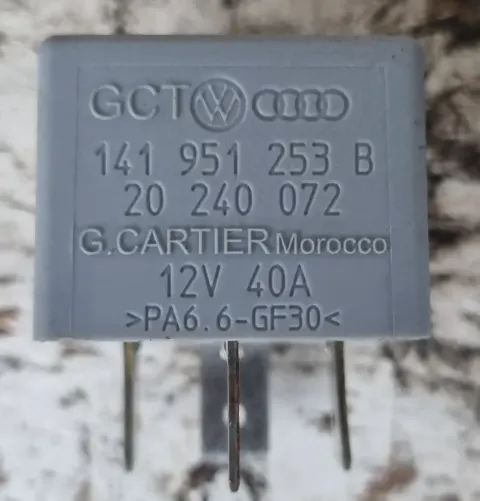 GCT
141 951 253 B
20 240 072
G.CARTIER Morocco
12V 40A
>PA6.6-GF30<